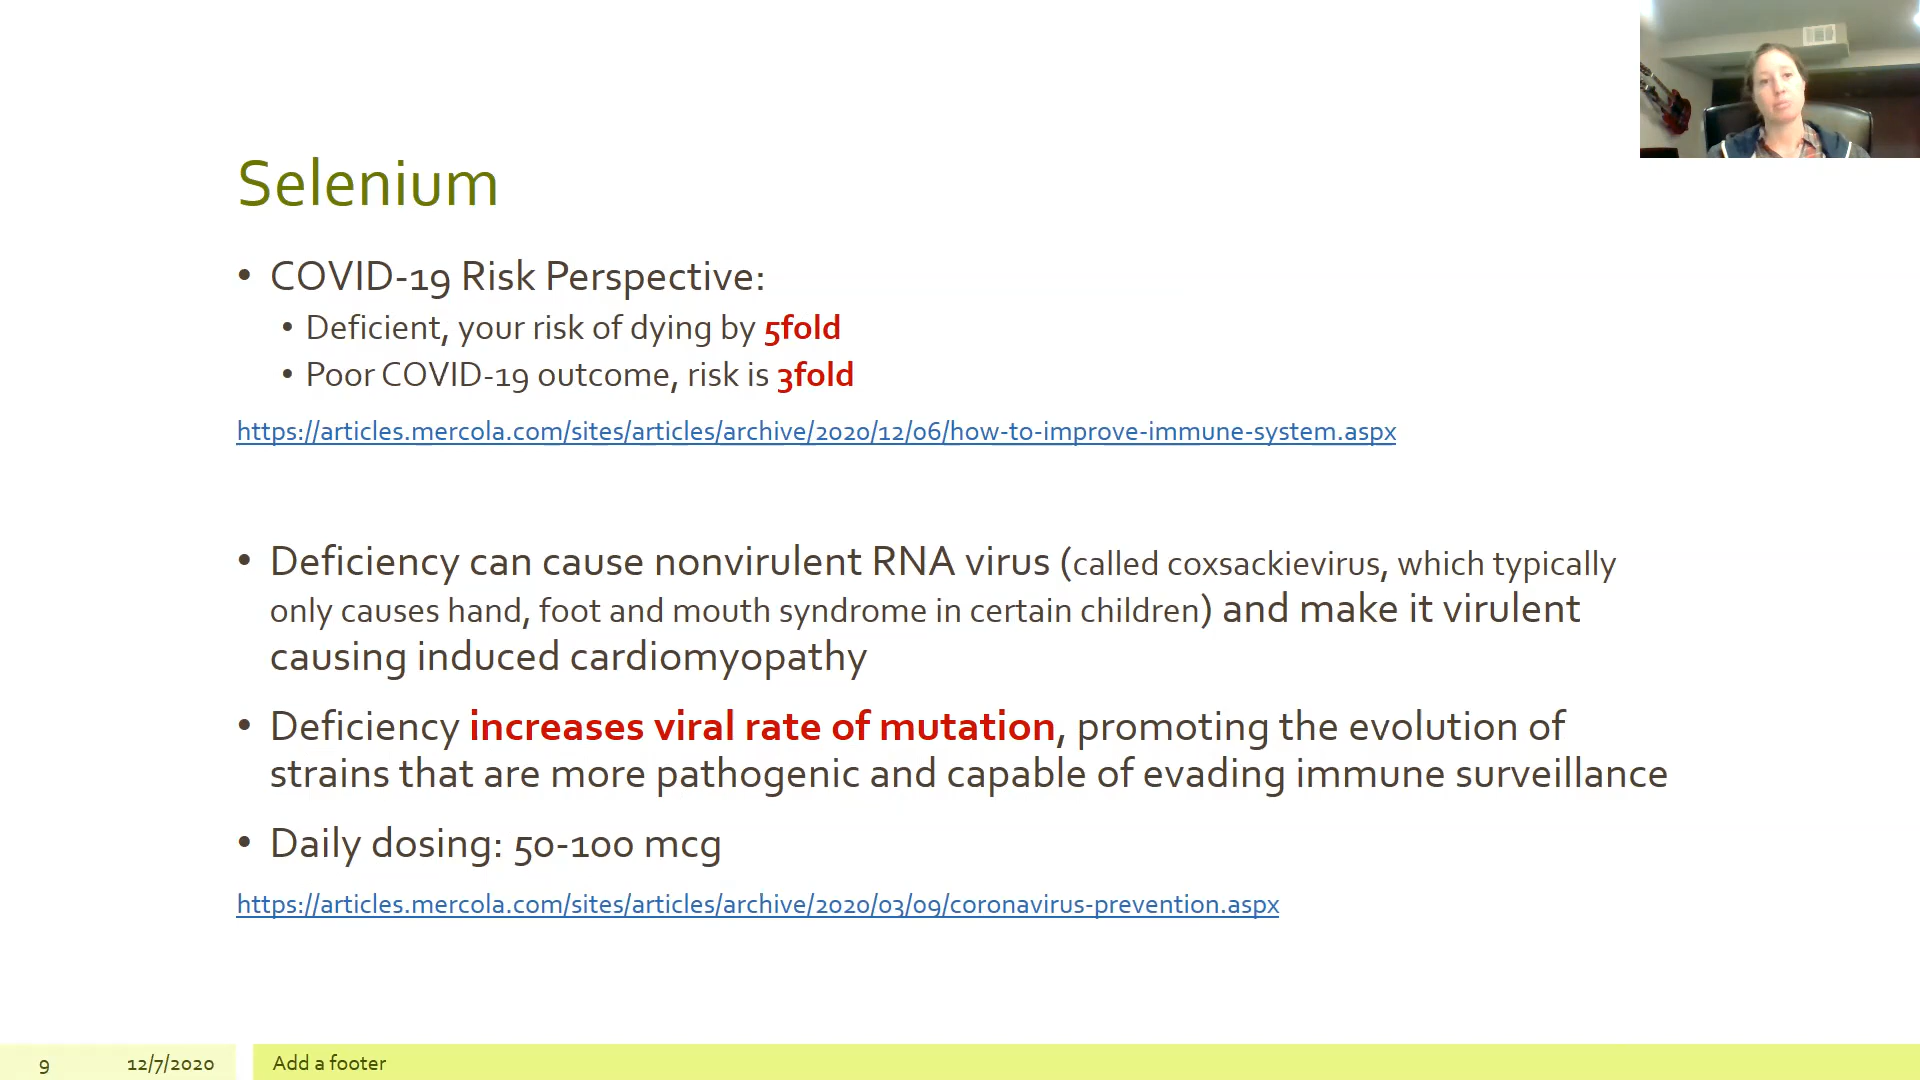 Selenium
• COVID-19 Risk Perspective:
• Deficient, your risk of dying by 5fold
• Poor COVID-19 outcome, risk is 3fold
https://articles.mercola.com/sites/articles/archive/2020/12/06/how-to-improve-immune-system.aspx
• Deficiency can cause nonvirulent RNA virus (called coxsackievirus, which typically
only causes hand, foot and mouth syndrome in certain children) and make it virulent
causing induced cardiomyopathy
• Deficiency increases viral rate of mutation, promoting the evolution of
strains that are more pathogenic and capable of evading immune surveillance
• Daily dosing: 50-100 mcg
https://articles.mercola.com/sites/articles/archive/2020/03/09/coronavirus-prevention.aspx
9 12/7/2020 Add a footer